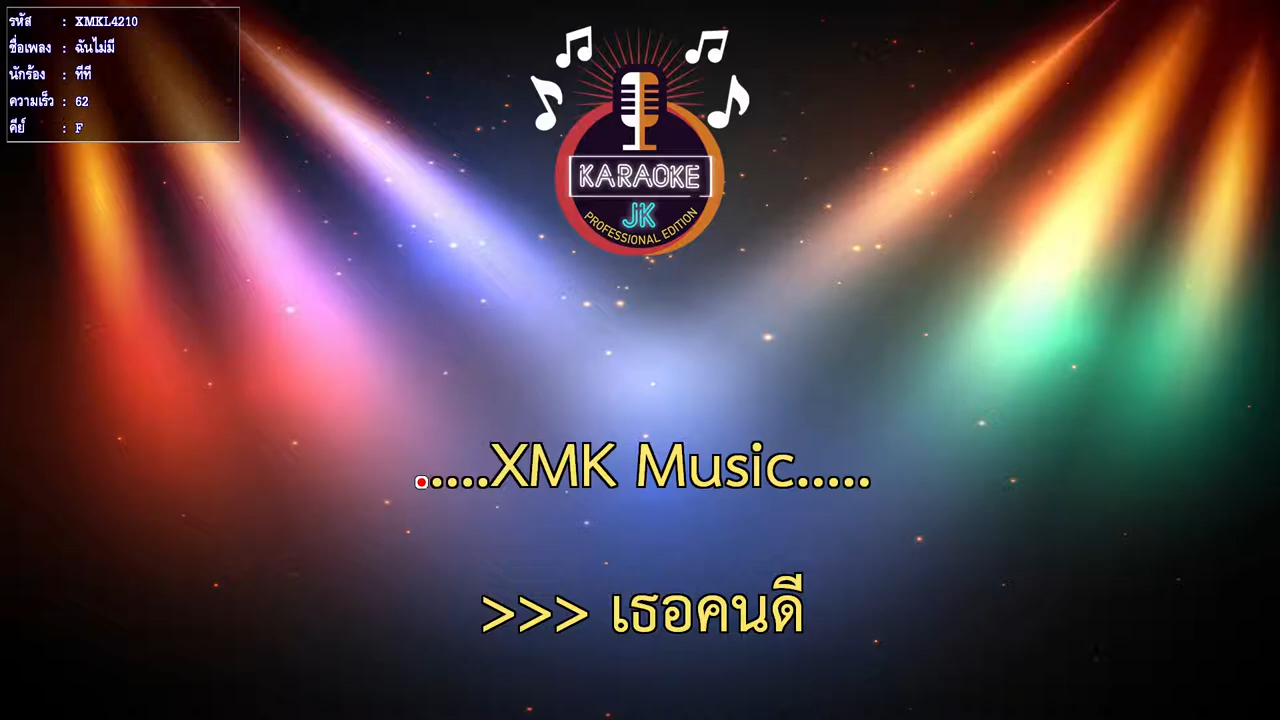 รหัส : XMKL4210
ชื่อเพลง : ฉันไม่มี
นักร้อง : ทีที
ความเร็ว : 62
คีย์ : F
KARAOKE
JK
PROFESSIONAL EDITION
.....XMK Music.....
>>> เธอคนดี